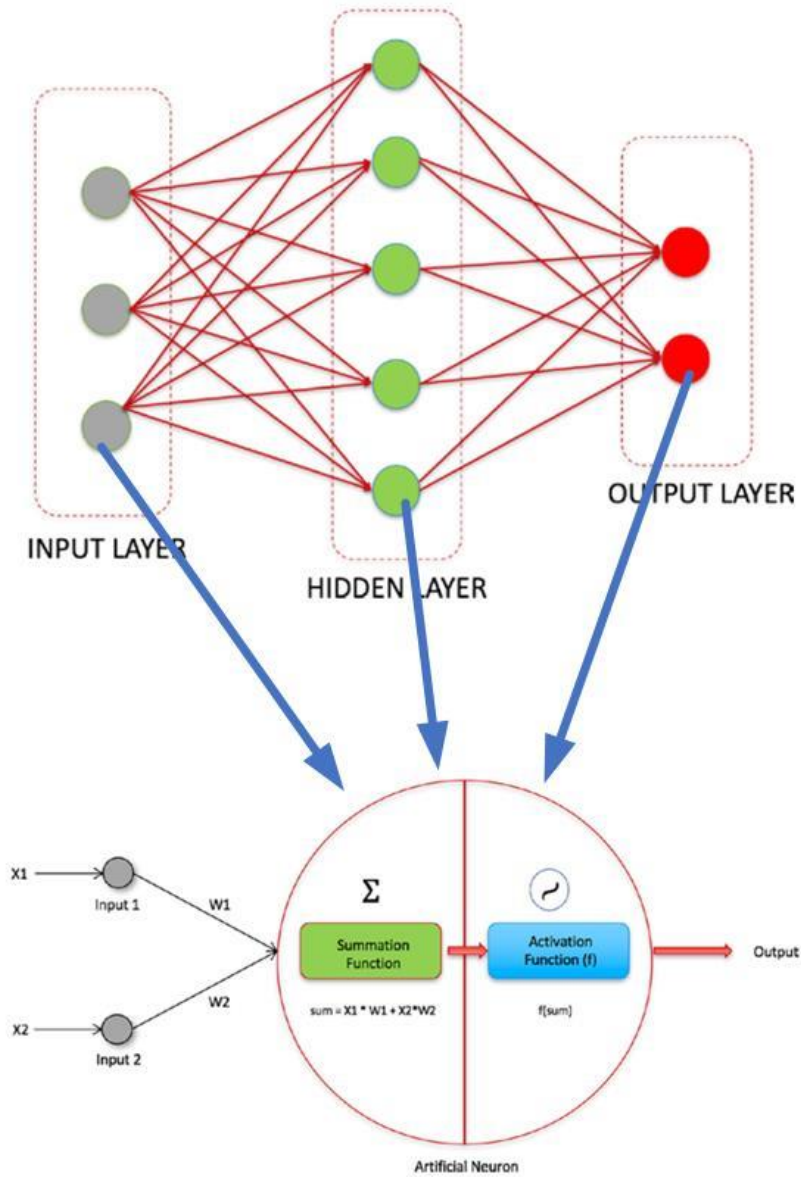 INPUT LAYER
HIDDEN LAYER
OUTPUT LAYER
X1
Input 1
W1
W2
X2
Input 2
Σ
Summation
Function
sum = X1 * W1 + X2*W2
Activation
Function (f)
f[sum]
Output
Artificial Neuron